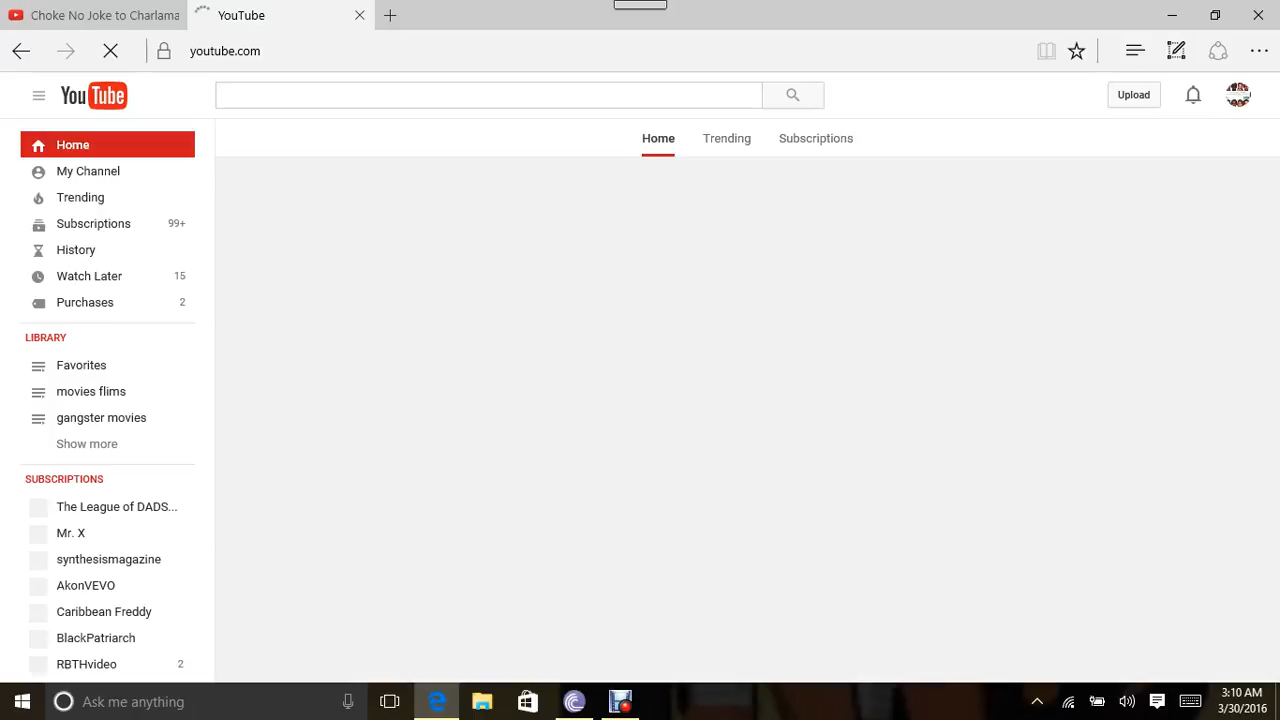 Choke No Charlama
YouTube
youtube.com
YouTube
Upload
Home
Trending
Subscriptions
Home
My Channel
Trending
Subscriptions 99+
History
Watch Later 15
Purchases 2
LIBRARY
Favorites
movies flims
gangster movies
Show more
SUBSCRIPTIONS
The League of DADS...
Mr. X
synthesismagazine
AkonVEVO
Caribbean Freddy
BlackPatriarch
RBTHvideo 2
Ask me anything
3:10 AM
3/30/2016